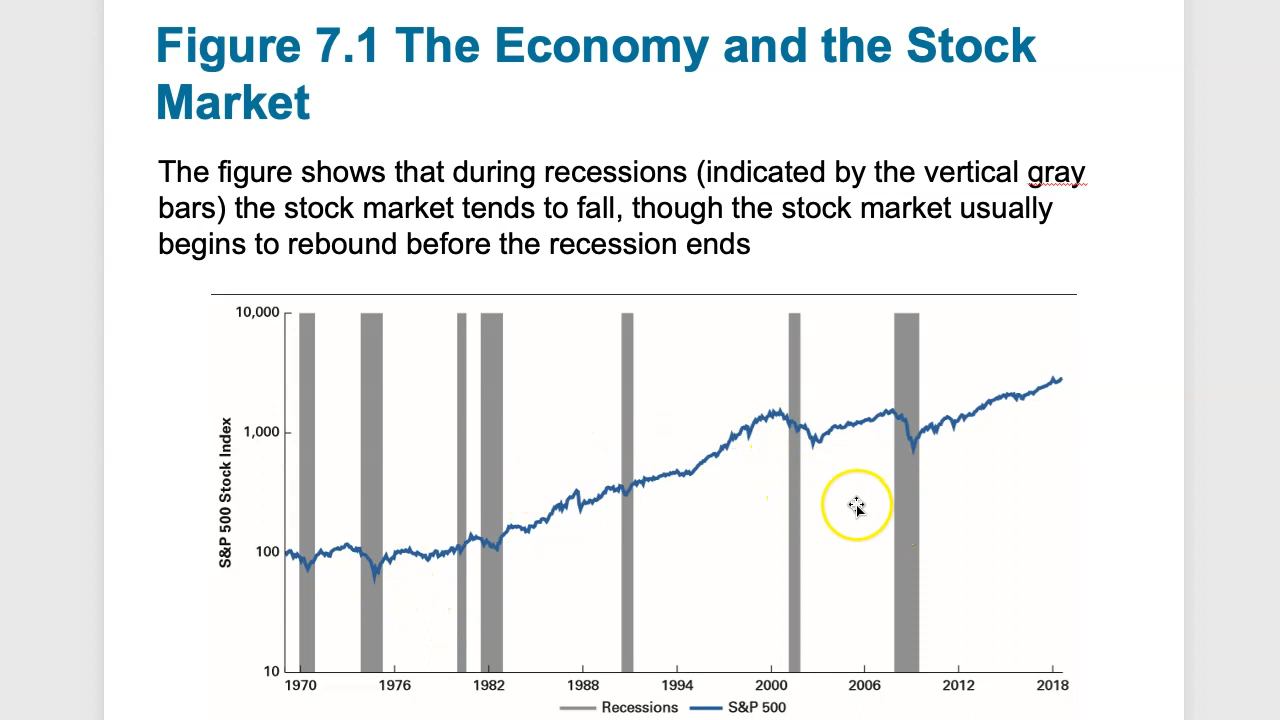 Figure 7.1 The Economy and the Stock
Market
The figure shows that during recessions (indicated by the vertical gray
bars) the stock market tends to fall, though the stock market usually
begins to rebound before the recession ends
S&P 500 Stock Index
10,000
1,000
100
10
1970 1976 1982 1988 1994 2000 2006 2012 2018
Recessions S&P 500